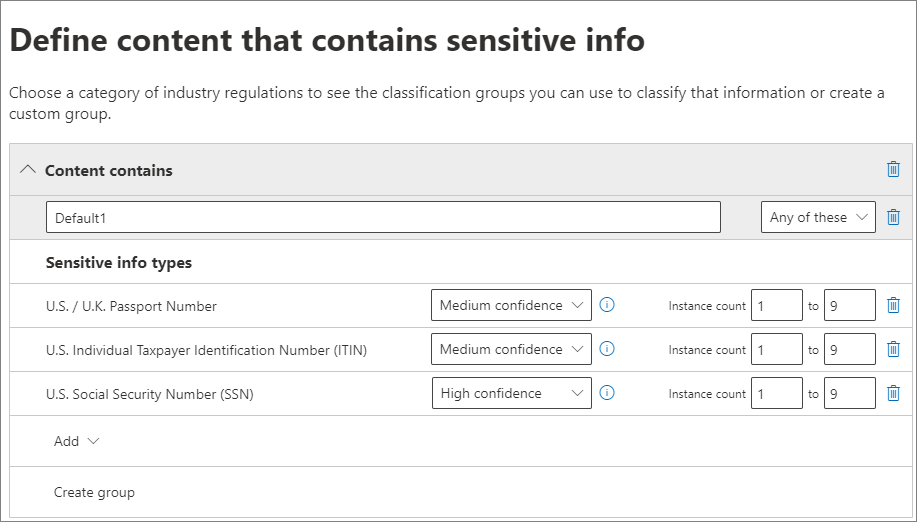 Define content that contains sensitive info
Choose a category of industry regulations to see the classification groups you can use to classify that information or create a
custom group.
Content contains
Default1 Any of these
Sensitive info types
U.S. / U.K. Passport Number Medium confidence Instance count 1 to 9
U.S. Individual Taxpayer Identification Number (ITIN) Medium confidence Instance count 1 to 9
U.S. Social Security Number (SSN) High confidence Instance count 1 to 9
Add
Create group